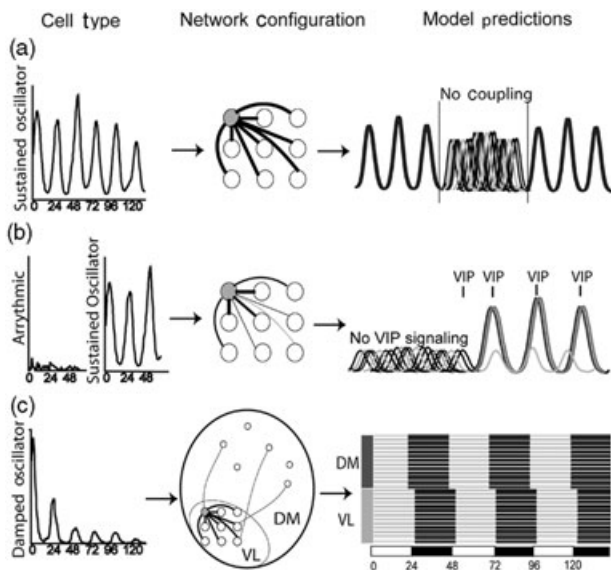 Cell type Network configuration Model predictions
(a)
Sustained oscillator
0 24 48 72 96 120
No coupling
(b)
Arrythmic
0 24 48
Sustained Oscillator
0 24 48
No VIP signaling
VIP VIP VIP VIP
(c)
Damped oscillator
0 24 48 72 96 120
DM
VL
DM
VL
0 24 48 72 96 120